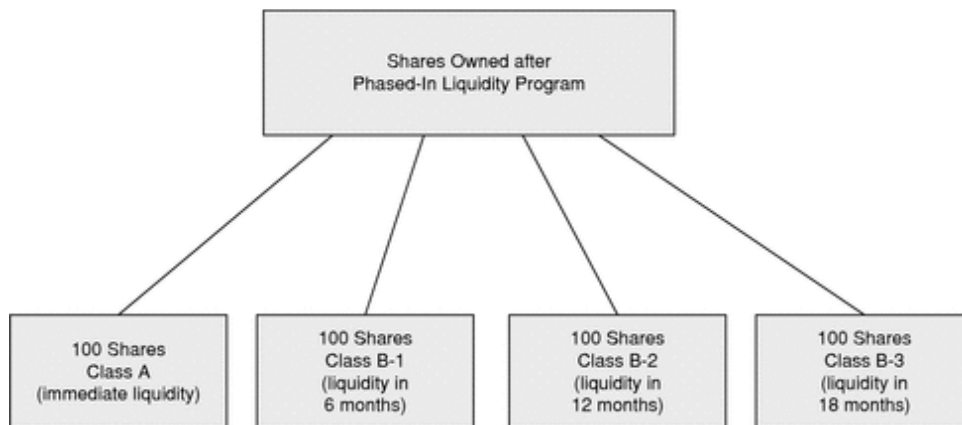 Shares Owned after
Phased-In Liquidity Program
100 Shares
Class A
(immediate liquidity)
100 Shares
Class B-1
(liquidity in
6 months)
100 Shares
Class B-2
(liquidity in
12 months)
100 Shares
Class B-3
(liquidity in
18 months)